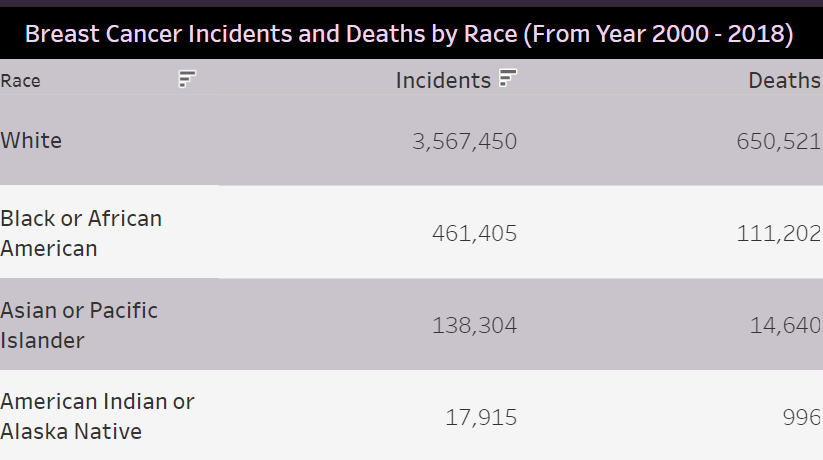 Breast Cancer Incidents and Deaths by Race (From Year 2000 - 2018)
Race Incidents Deaths
White 3,567,450 650,521
Black or African
American 461,405 111,202
Asian or Pacific
Islander 138,304 14,640
American Indian or
Alaska Native 17,915 996